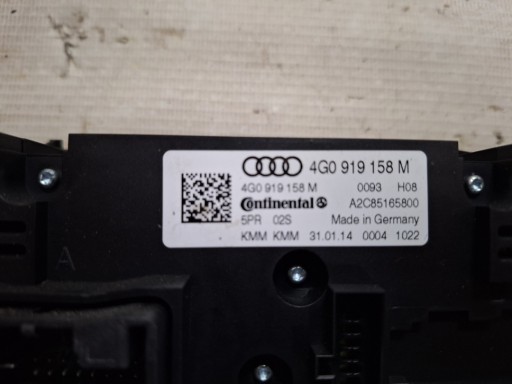 4G0 919 158 M
4G0 919 158 M 0093 H08
Continental A2C85165800
5PR 02S Made in Germany
KMM KMM 31.01.14 0004 1022
A